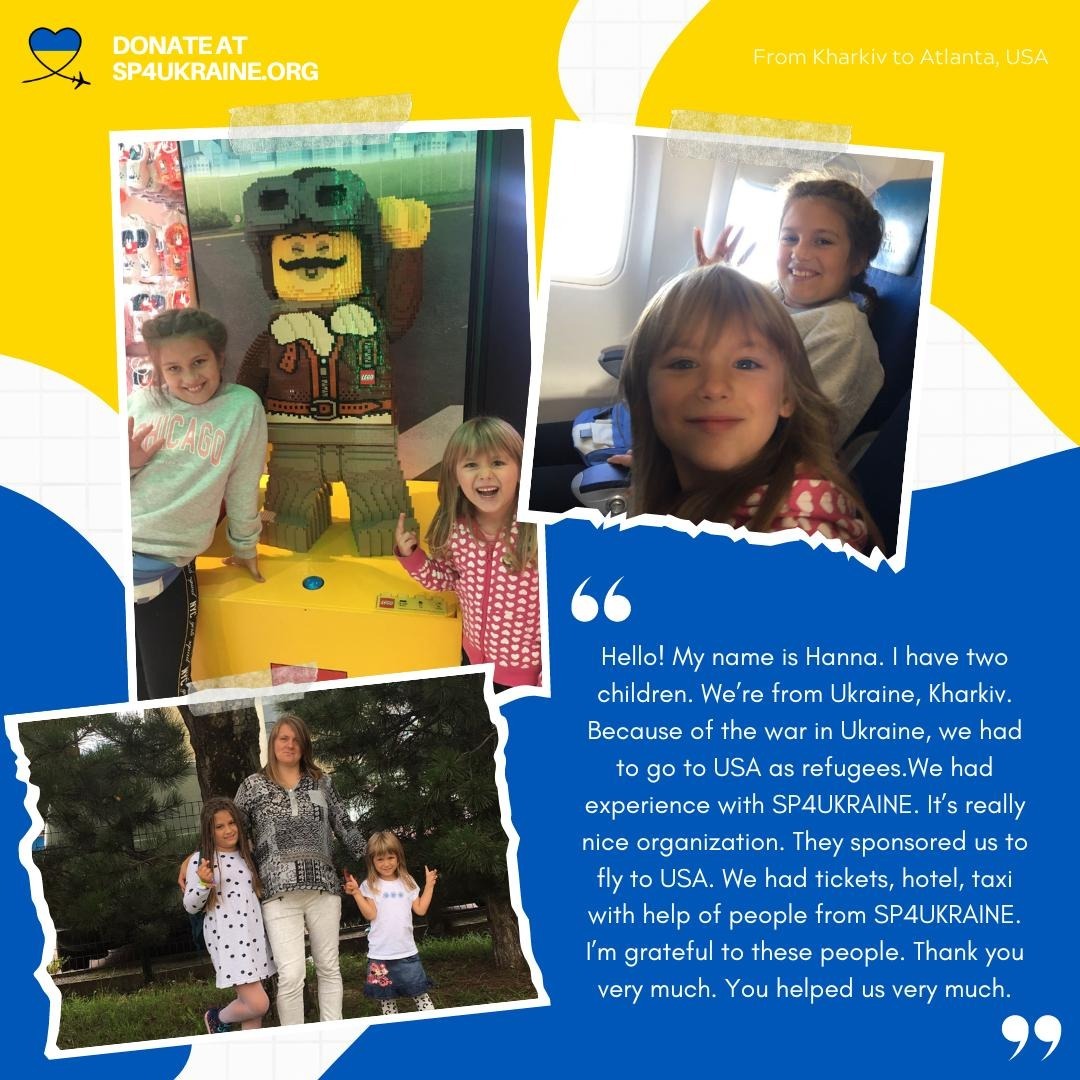 DONATE AT
SP4UKRAINE.ORG
From Kharkiv to Atlanta, USA
CHICAGO
LEGO
LEGO
NYC
“
Hello! My name is Hanna. I have two
children. We’re from Ukraine, Kharkiv.
Because of the war in Ukraine, we had
to go to USA as refugees.We had
experience with SP4UKRAINE. It’s really
nice organization. They sponsored us to
fly to USA. We had tickets, hotel, taxi
with help of people from SP4UKRAINE.
I’m grateful to these people. Thank you
very much. You helped us very much.
”